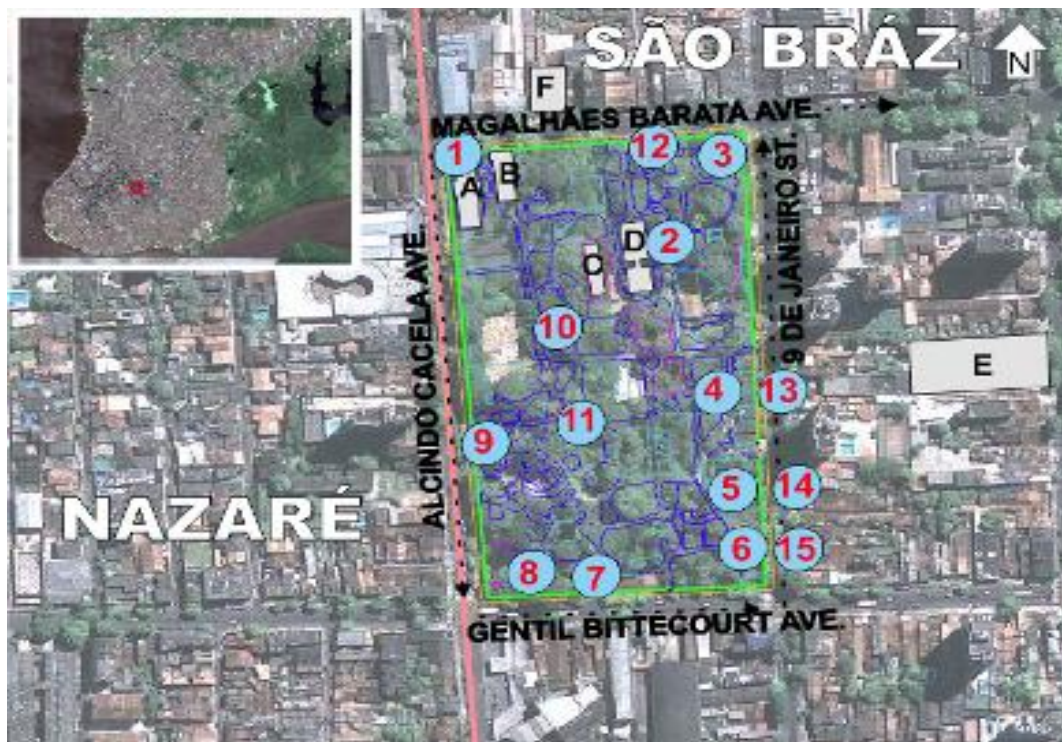 SÃO BRÁZ
N
F
MAGALHÃES BARATA AVE.
1
12
3
A
B
9 DE JANEIRO ST.
D
2
C
ALCINDO CACELA AVE.
10
E
4
13
11
9
NAZARÉ
5
14
6
15
8
7
GENTIL BITTECOURT AVE.